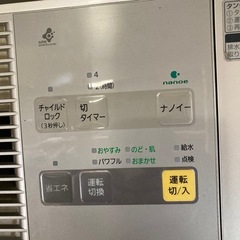 タン
4
nanoe
チャイルド
ロック
(3秒押し)
切
タイマー
ナノイー
おやすみ のど・肌 給水
パワフル おまかせ 点検
省エネ
運転
切換
運転
切/入